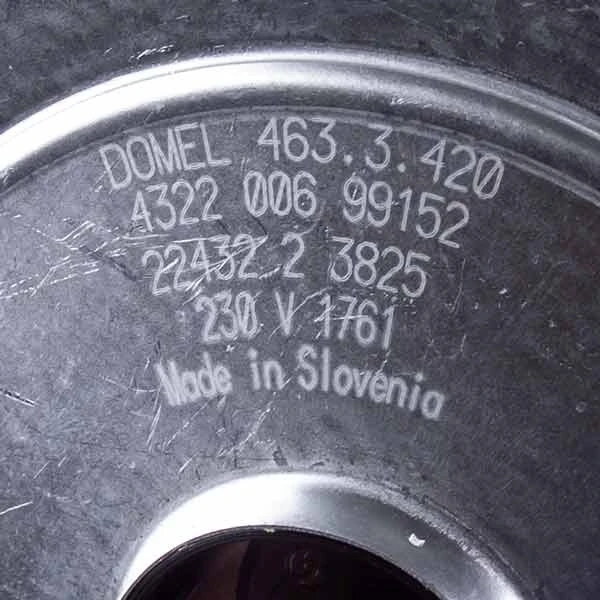 DOMEL 463.3.420
4322 006 99152
22432 2 3825
230 V 1761
Made in Slovenia